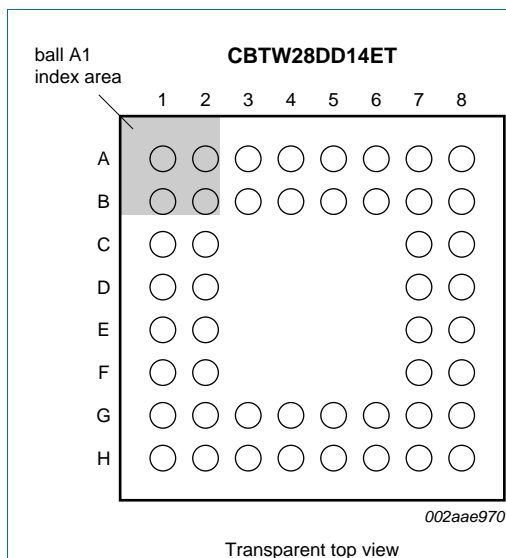 CBTW28DD14ET
ball A1
index area
1 2 3 4 5 6 7 8
A
B
C
D
E
F
G
H
002aae970
Transparent top view